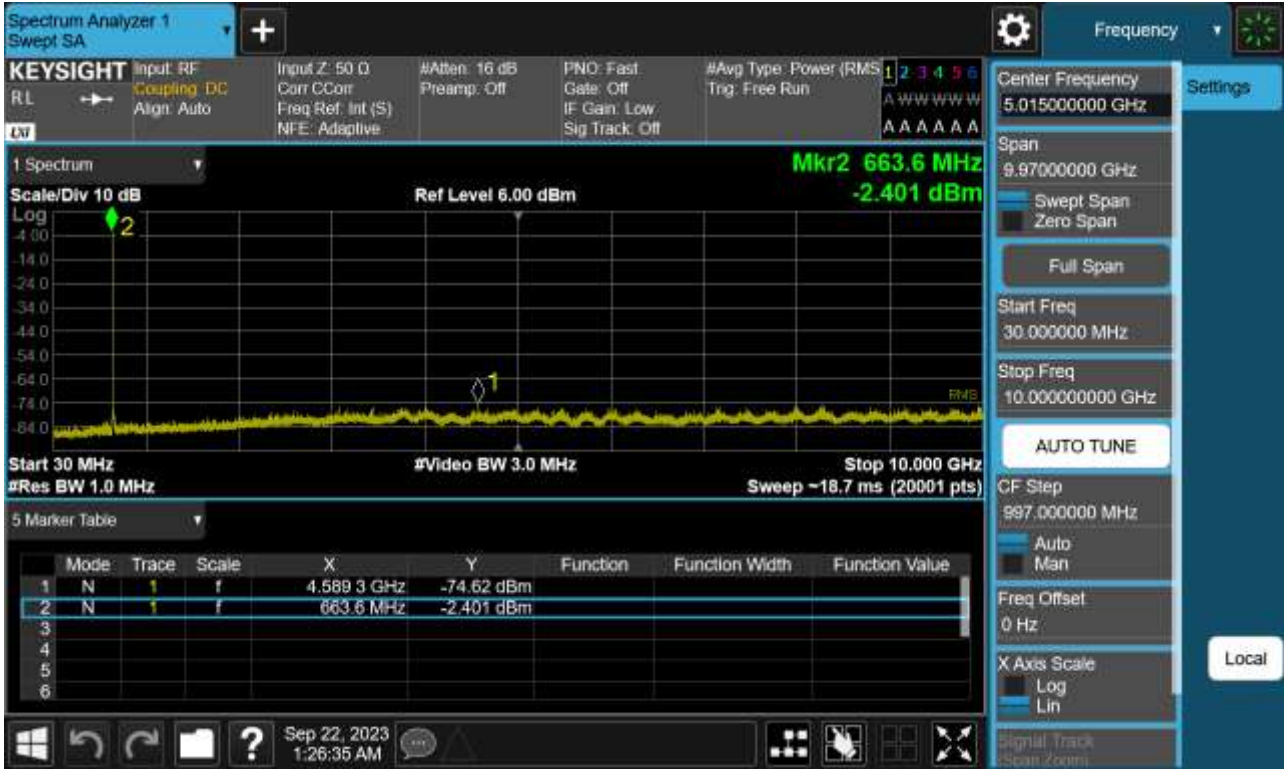 Spectrum Analyzer 1
Swept SA
Frequency
KEYSIGHT
RL
LXI
Input: RF
Coupling: DC
Align: Auto
Input Z: 50 Ω
Corr CCorr
Freq Ref: Int (S)
NFE: Adaptive
#Atten: 16 dB
Preamp: Off
PNO: Fast
Gate: Off
IF Gain: Low
Sig Track: Off
#Avg Type: Power (RMS
Trig: Free Run
1 2 3 4 5 6
A W W W W W
A A A A A A
1 Spectrum
Mkr2 663.6 MHz
-2.401 dBm
Scale/Div 10 dB
Ref Level 6.00 dBm
Log
-4.00
-14.0
-24.0
-34.0
-44.0
-54.0
-64.0
-74.0
-84.0
2
1
RMS
Start 30 MHz
#Video BW 3.0 MHz
Stop 10.000 GHz
#Res BW 1.0 MHz
Sweep ~18.7 ms (20001 pts)
5 Marker Table
Mode Trace Scale X Y Function Function Width Function Value
1 N 1 f 4.589 3 GHz -74.62 dBm
2 N 1 f 663.6 MHz -2.401 dBm
3
4
5
6
Sep 22, 2023
1:26:35 AM
Center Frequency
5.015000000 GHz
Settings
Span
9.97000000 GHz
Swept Span
Zero Span
Full Span
Start Freq
30.000000 MHz
Stop Freq
10.000000000 GHz
AUTO TUNE
CF Step
997.000000 MHz
Auto
Man
Freq Offset
0 Hz
X Axis Scale
Log
Lin
Signal Track
(Span Zoom)
Local